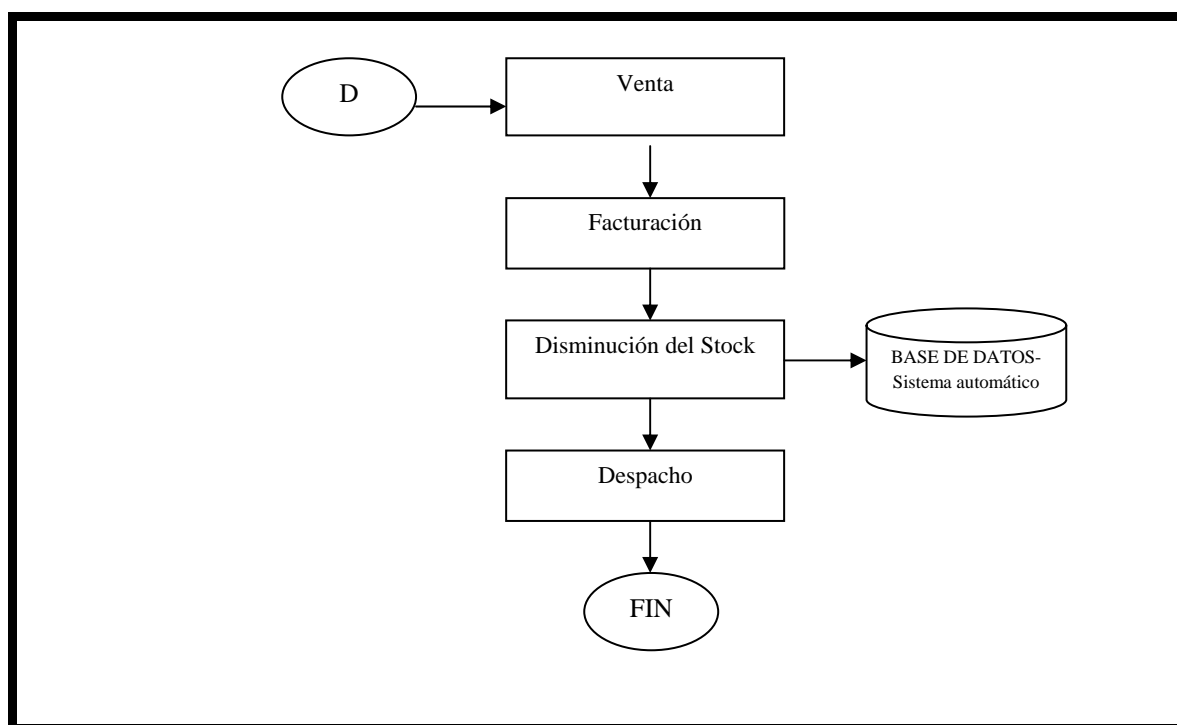 D
Venta
Facturación
Disminución del Stock
BASE DE DATOS-
Sistema automático
Despacho
FIN